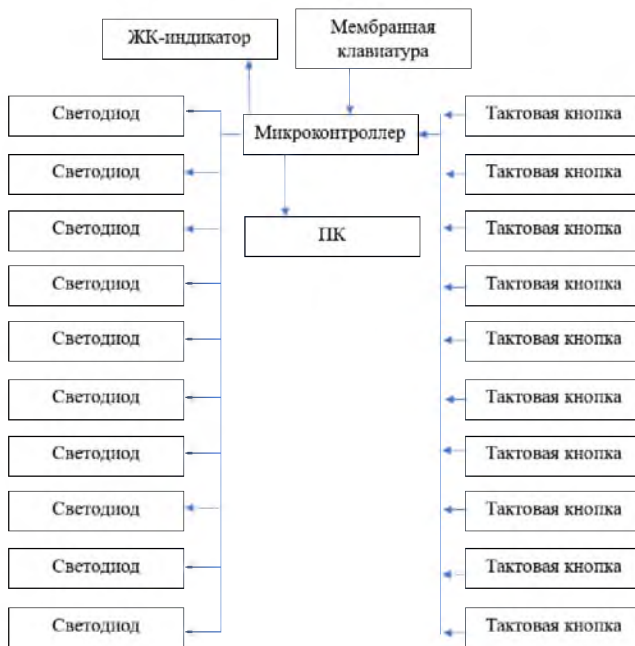 ЖК-индикатор
Мембранная
клавиатура
Светодиод
Микроконтроллер
Тактовая кнопка
Светодиод
Тактовая кнопка
Светодиод
ПК
Тактовая кнопка
Светодиод
Тактовая кнопка
Светодиод
Тактовая кнопка
Светодиод
Тактовая кнопка
Светодиод
Тактовая кнопка
Светодиод
Тактовая кнопка
Светодиод
Тактовая кнопка
Светодиод
Тактовая кнопка